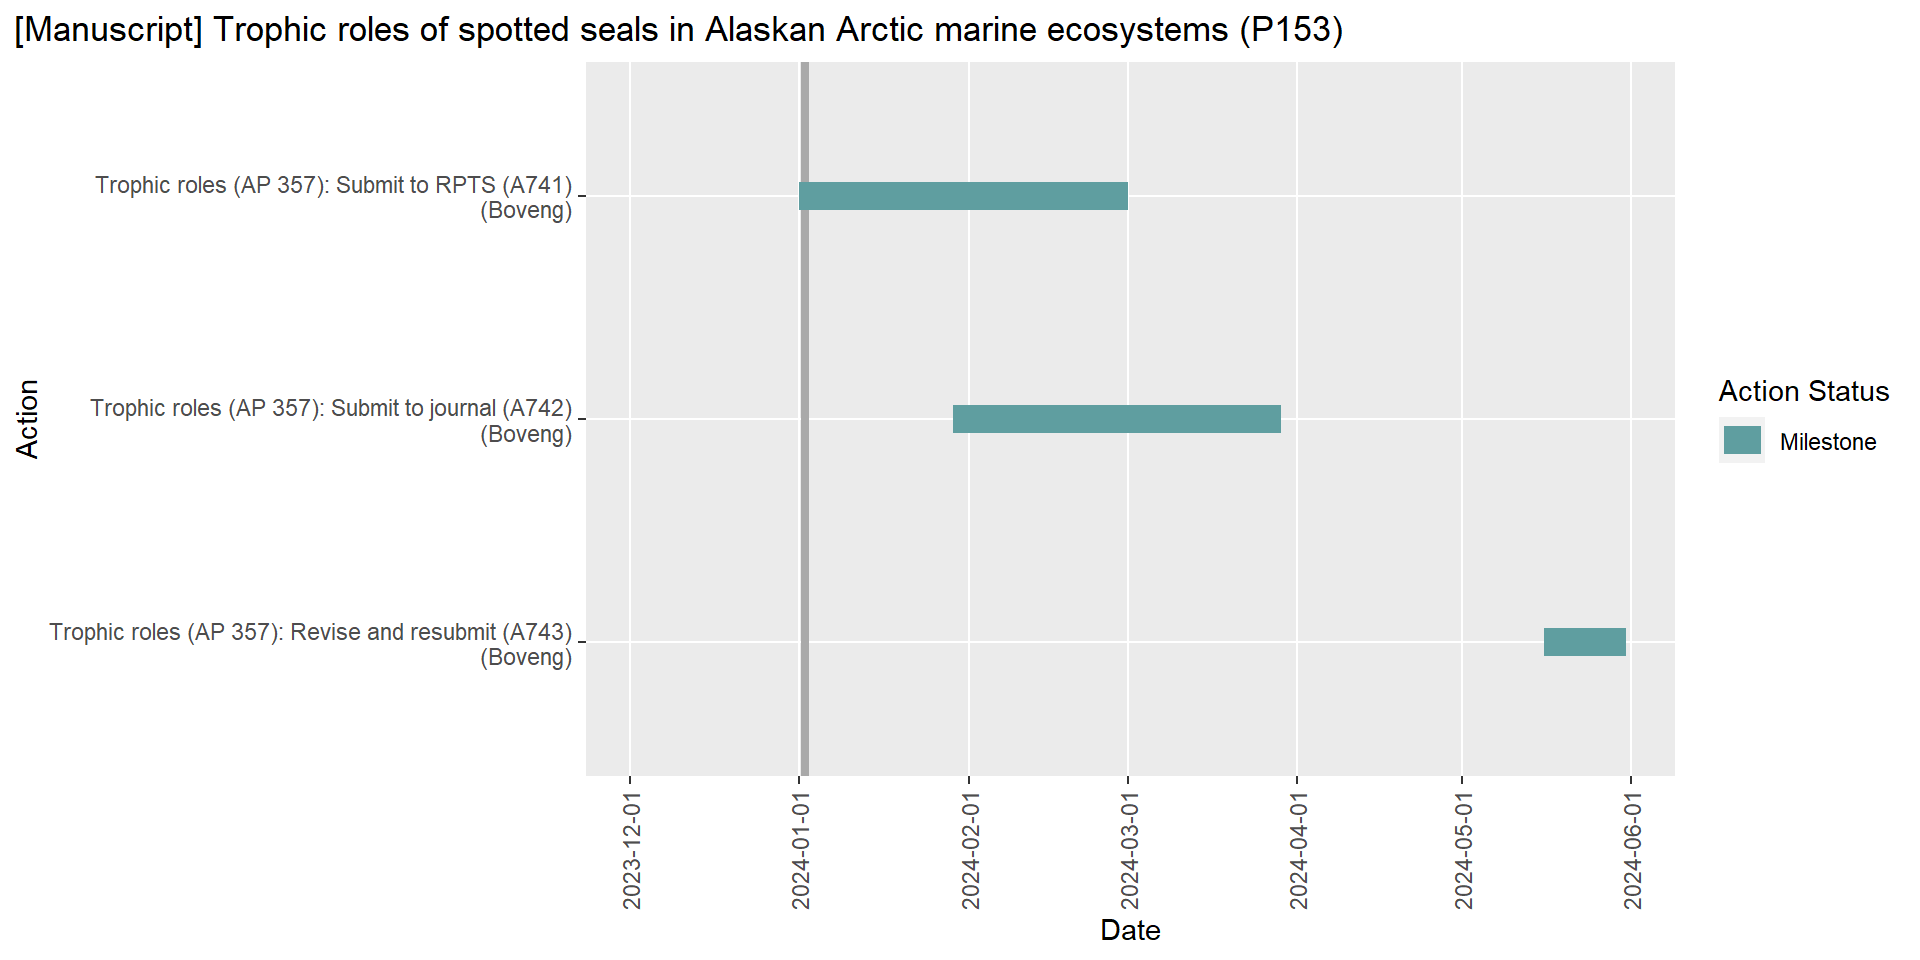 [Manuscript] Trophic roles of spotted seals in Alaskan Arctic marine ecosystems (P153)
Action
Trophic roles (AP 357): Submit to RPTS (A741)
(Boveng)
Trophic roles (AP 357): Submit to journal (A742)
(Boveng)
Trophic roles (AP 357): Revise and resubmit (A743)
(Boveng)
2023-12-01
2024-01-01
2024-02-01
2024-03-01
2024-04-01
2024-05-01
2024-06-01
Date
Action Status
Milestone